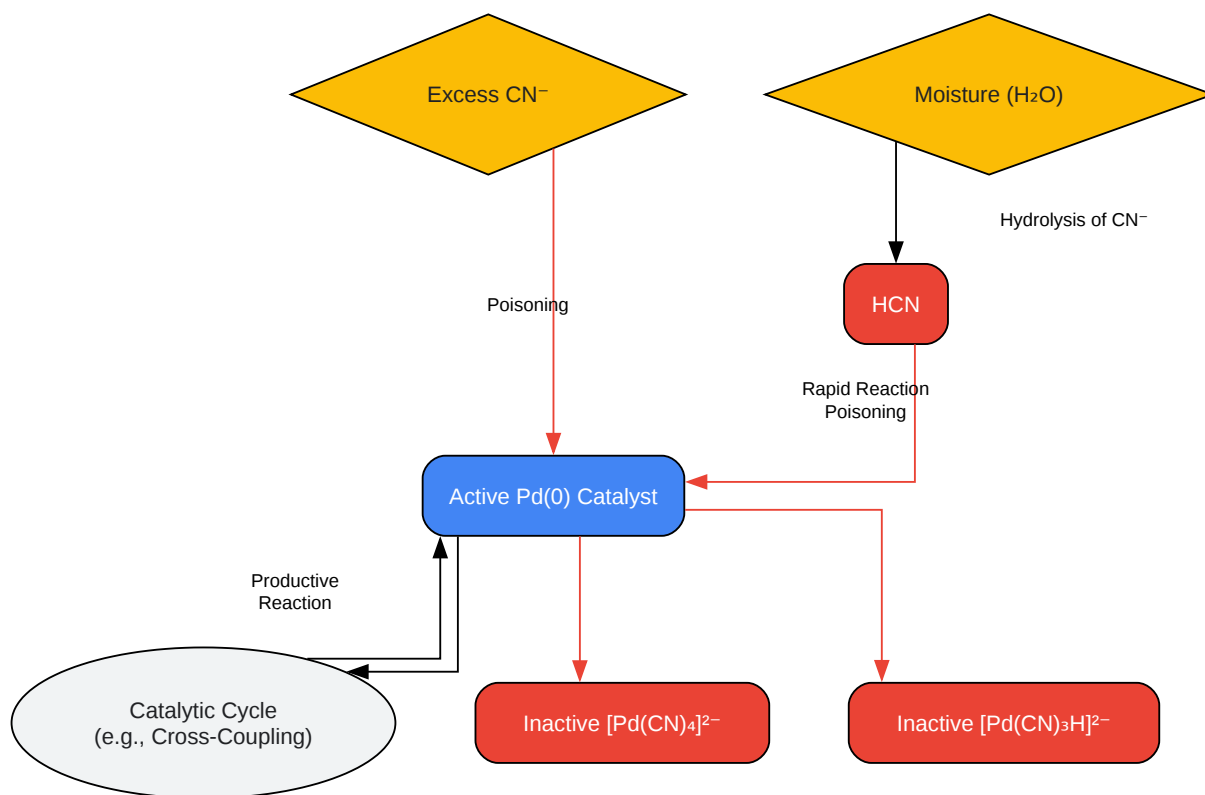 Excess CN⁻
Moisture (H₂O)
Hydrolysis of CN⁻
Poisoning
HCN
Rapid Reaction
Poisoning
Active Pd(0) Catalyst
Productive
Reaction
Catalytic Cycle
(e.g., Cross-Coupling)
Inactive [Pd(CN)₄]²⁻
Inactive [Pd(CN)₃H]²⁻